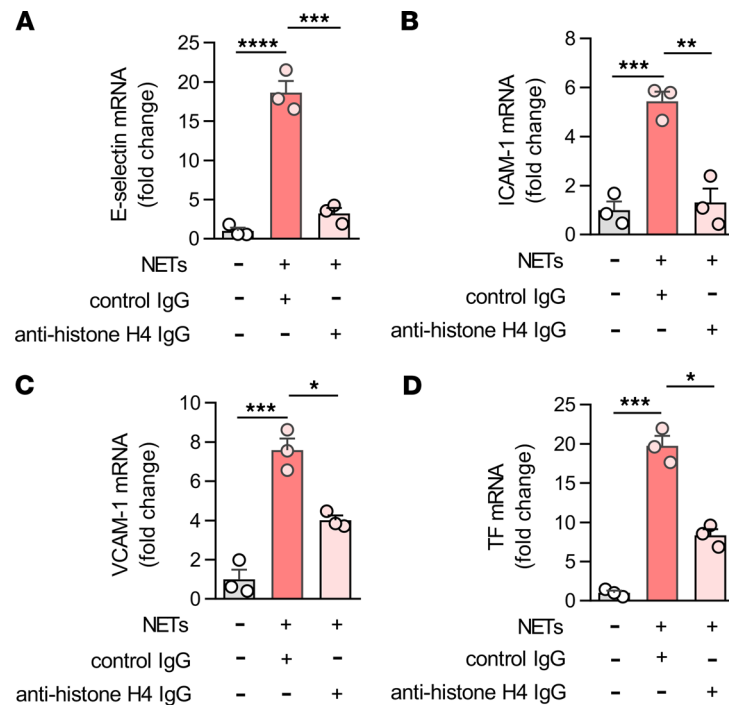 A
E-selectin mRNA
(fold change)
**** ***
25
20
15
10
5
0
NETs - + +
control IgG - + -
anti-histone H4 IgG - - +
B
ICAM-1 mRNA
(fold change)
*** **
8
6
4
2
0
NETs - + +
control IgG - + -
anti-histone H4 IgG - - +
C
VCAM-1 mRNA
(fold change)
*** *
10
8
6
4
2
0
NETs - + +
control IgG - + -
anti-histone H4 IgG - - +
D
TF mRNA
(fold change)
*** *
25
20
15
10
5
0
NETs - + +
control IgG - + -
anti-histone H4 IgG - - +